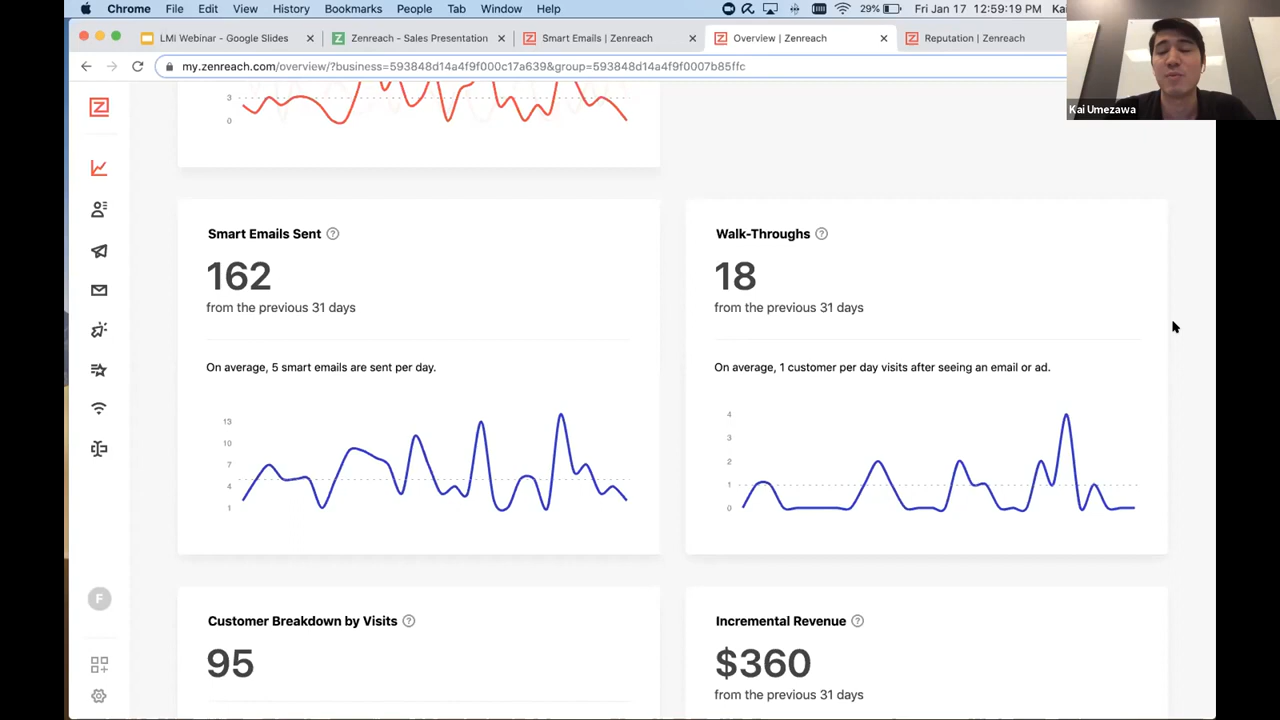 Chrome File Edit View History Bookmarks People Tab Window Help 29% Fri Jan 17 12:59:19 PM Kai
LMI Webinar - Google Slides
Zenreach - Sales Presentation
Smart Emails | Zenreach
Overview | Zenreach
Reputation | Zenreach
my.zenreach.com/overview/?business=593848d14a4f9f000c17a639&group=593848d14a4f9f0007b85ffc
Kai Umezawa
Z
3
0
Smart Emails Sent ?
162
from the previous 31 days
On average, 5 smart emails are sent per day.
13
10
7
4
1
Walk-Throughs ?
18
from the previous 31 days
On average, 1 customer per day visits after seeing an email or ad.
4
3
2
1
0
F
Customer Breakdown by Visits ?
95
Incremental Revenue ?
$360
from the previous 31 days